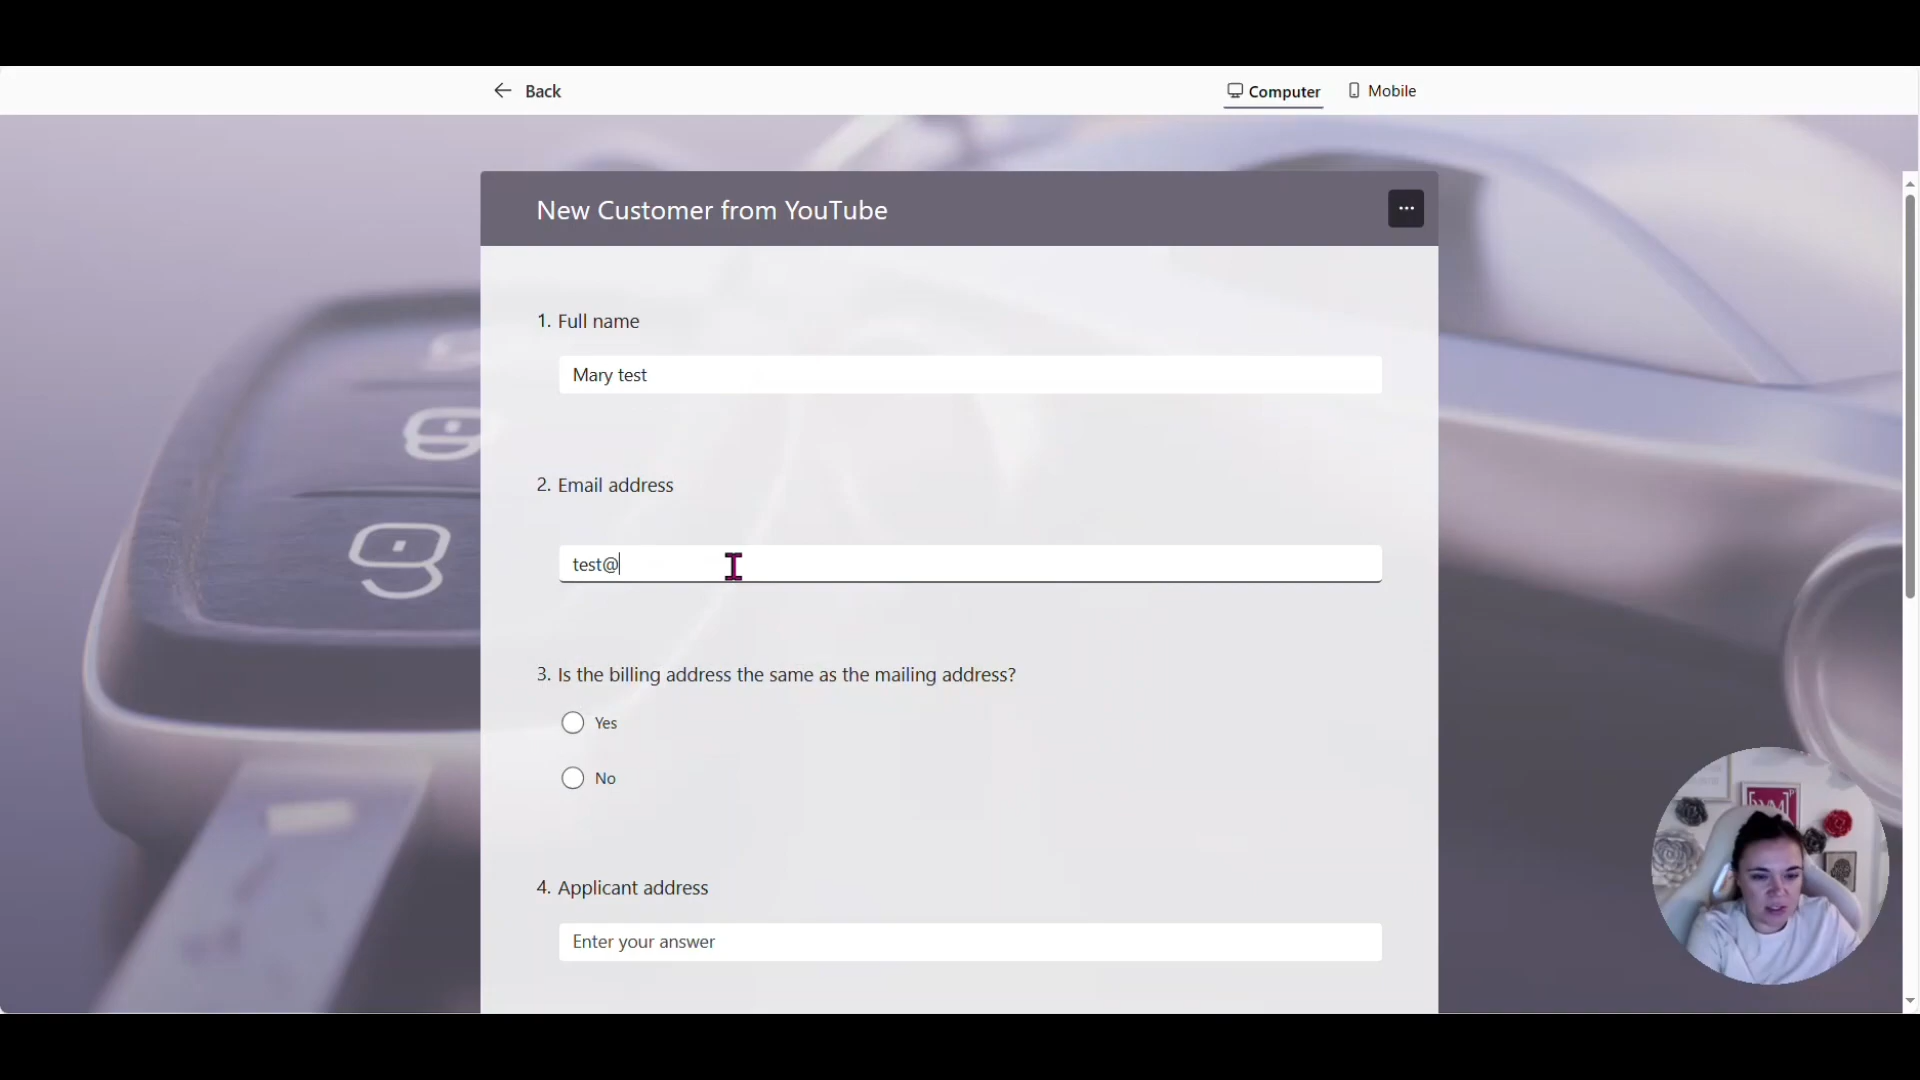 Back
Computer
Mobile
New Customer from YouTube
1. Full name
Mary test
2. Email address
test@
3. Is the billing address the same as the mailing address?
Yes
No
4. Applicant address
Enter your answer